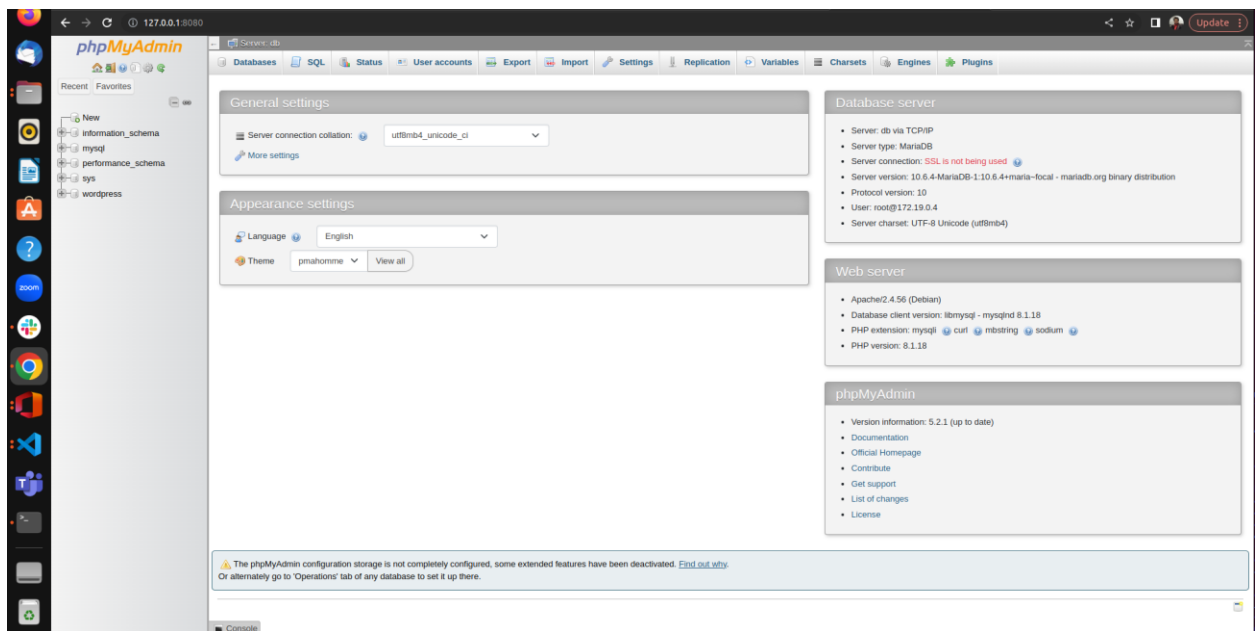 127.0.0.1:8080
Update
phpMyAdmin
Recent Favorites
New
information_schema
mysql
performance_schema
sys
wordpress
Server: db
Databases SQL Status User accounts Export Import Settings Replication Variables Charsets Engines Plugins
General settings
Server connection collation: utf8mb4_unicode_ci
More settings
Appearance settings
Language English
Theme pmahomme View all
Database server
• Server: db via TCP/IP
• Server type: MariaDB
• Server connection: SSL is not being used
• Server version: 10.6.4-MariaDB-1:10.6.4+maria~focal - mariadb.org binary distribution
• Protocol version: 10
• User: root@172.19.0.4
• Server charset: UTF-8 Unicode (utf8mb4)
Web server
• Apache/2.4.56 (Debian)
• Database client version: libmysql - mysqlnd 8.1.18
• PHP extension: mysqli curl mbstring sodium
• PHP version: 8.1.18
phpMyAdmin
• Version information: 5.2.1 (up to date)
• Documentation
• Official Homepage
• Contribute
• Get support
• List of changes
• License
The phpMyAdmin configuration storage is not completely configured, some extended features have been deactivated. Find out why.
Or alternately go to 'Operations' tab of any database to set it up there.
Console
zoom